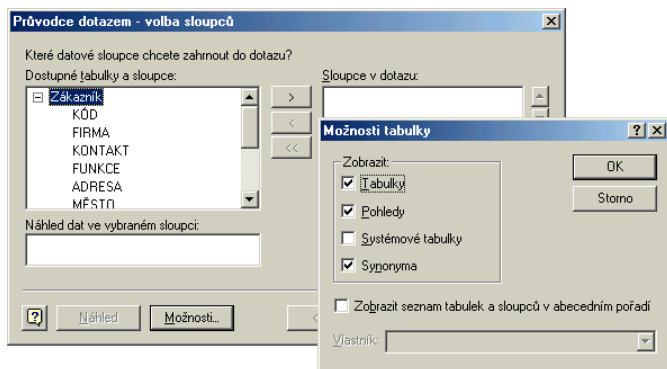 Průvodce dotazem - volba sloupců
Které datové sloupce chcete zahrnout do dotazu?
Dostupné tabulky a sloupce:
Sloupce v dotazu:
Zákazník
KÓD
FIRMA
KONTAKT
FUNKCE
ADRESA
MĚSTO
>
<
<<
Náhled dat ve vybraném sloupci:
Náhled
Možnosti...
<
Možnosti tabulky
Zobrazit:
Tabulky
Pohledy
Systémové tabulky
Synonyma
OK
Storno
Zobrazit seznam tabulek a sloupců v abecedním pořadí
Vlastník: